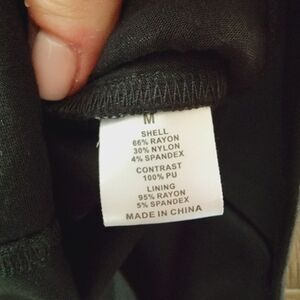 M
SHELL
66% RAYON
30% NYLON
4% SPANDEX
CONTRAST
100% PU
LINING
95% RAYON
5% SPANDEX
MADE IN CHINA